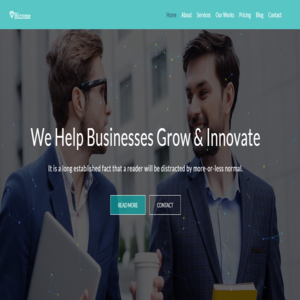 Home About Services Our Works Pricing Blog Contact
We Help Businesses Grow & Innovate
It is a long established fact that a reader will be distracted by more-or-less normal.
READ MORE CONTACT